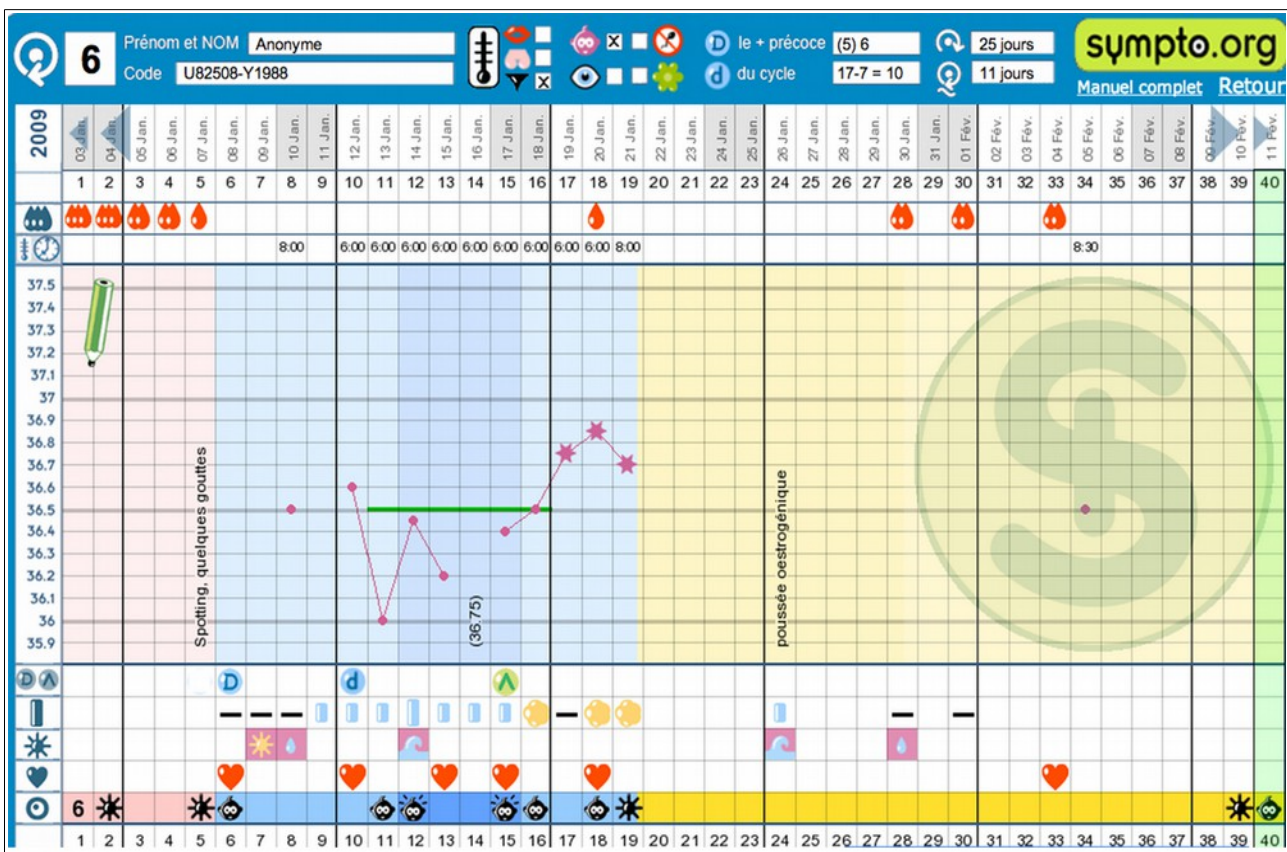 6 Prénom et NOM Anonyme
Code U82508-Y1988
x
x
D le + précoce (5) 6
d du cycle 17-7 = 10
25 jours
11 jours
sympto.org
Manuel complet Retour
2009
03 Jan. 04 Jan. 05 Jan. 06 Jan. 07 Jan. 08 Jan. 09 Jan. 10 Jan. 11 Jan. 12 Jan. 13 Jan. 14 Jan. 15 Jan. 16 Jan. 17 Jan. 18 Jan. 19 Jan. 20 Jan. 21 Jan. 22 Jan. 23 Jan. 24 Jan. 25 Jan. 26 Jan. 27 Jan. 28 Jan. 29 Jan. 30 Jan. 31 Jan. 01 Fév. 02 Fév. 03 Fév. 04 Fév. 05 Fév. 06 Fév. 07 Fév. 08 Fév. 09 Fév. 10 Fév. 11 Fév.
1 2 3 4 5 6 7 8 9 10 11 12 13 14 15 16 17 18 19 20 21 22 23 24 25 26 27 28 29 30 31 32 33 34 35 36 37 38 39 40
8:00 6:00 6:00 6:00 6:00 6:00 6:00 6:00 6:00 6:00 8:00 8:30
37.5
37.4
37.3
37.2
37.1
37
36.9
36.8
36.7
36.6
36.5
36.4
36.3
36.2
36.1
36
35.9
Spotting, quelques gouttes
(36.75)
poussée oestrogénique
S
D Λ D d Λ
6
1 2 3 4 5 6 7 8 9 10 11 12 13 14 15 16 17 18 19 20 21 22 23 24 25 26 27 28 29 30 31 32 33 34 35 36 37 38 39 40